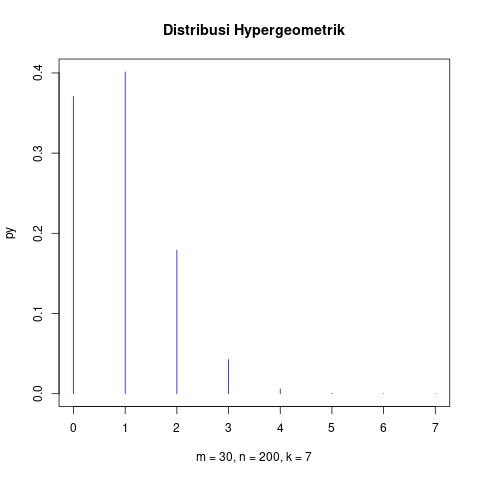 Distribusi Hypergeometrik
py
0.4
0.3
0.2
0.1
0.0
0 1 2 3 4 5 6 7
m = 30, n = 200, k = 7